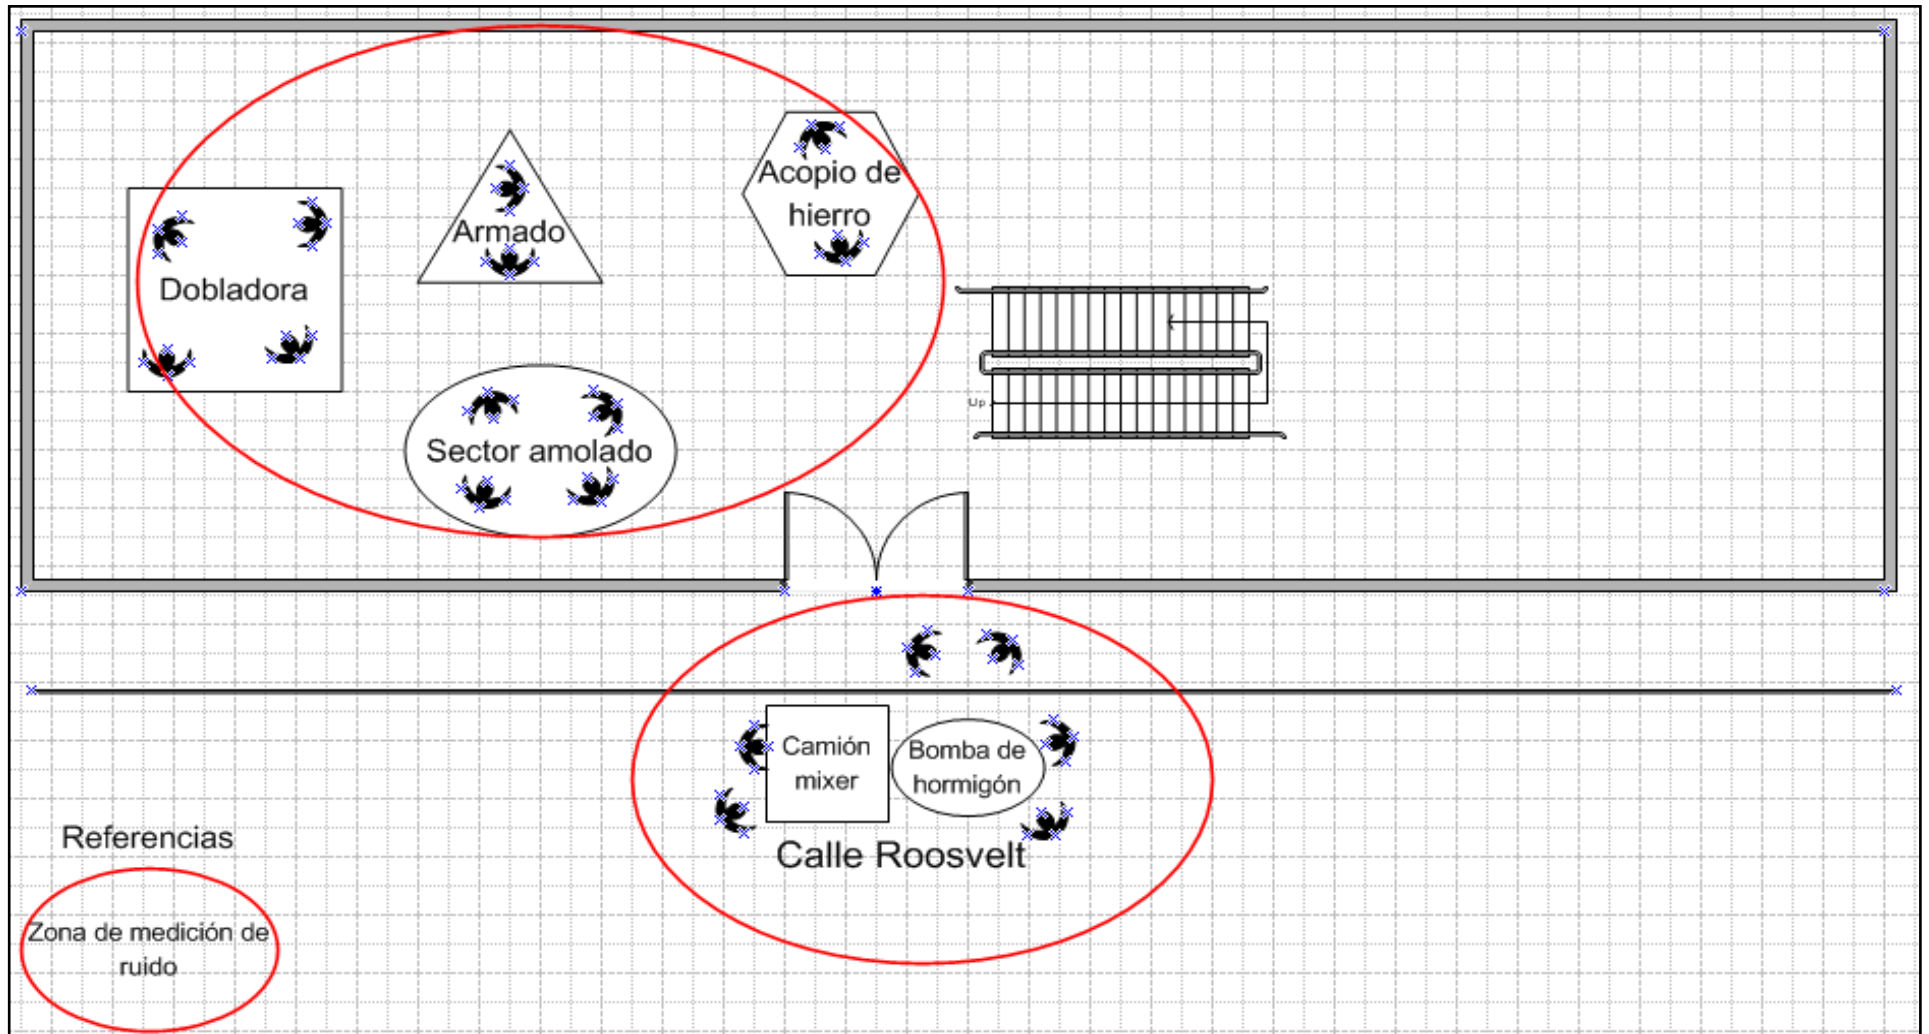 Acopio de
hierro
Armado
Dobladora
Up
Sector amolado
Camión
mixer
Bomba de
hormigón
Calle Roosvelt
Referencias
Zona de medición de
ruido